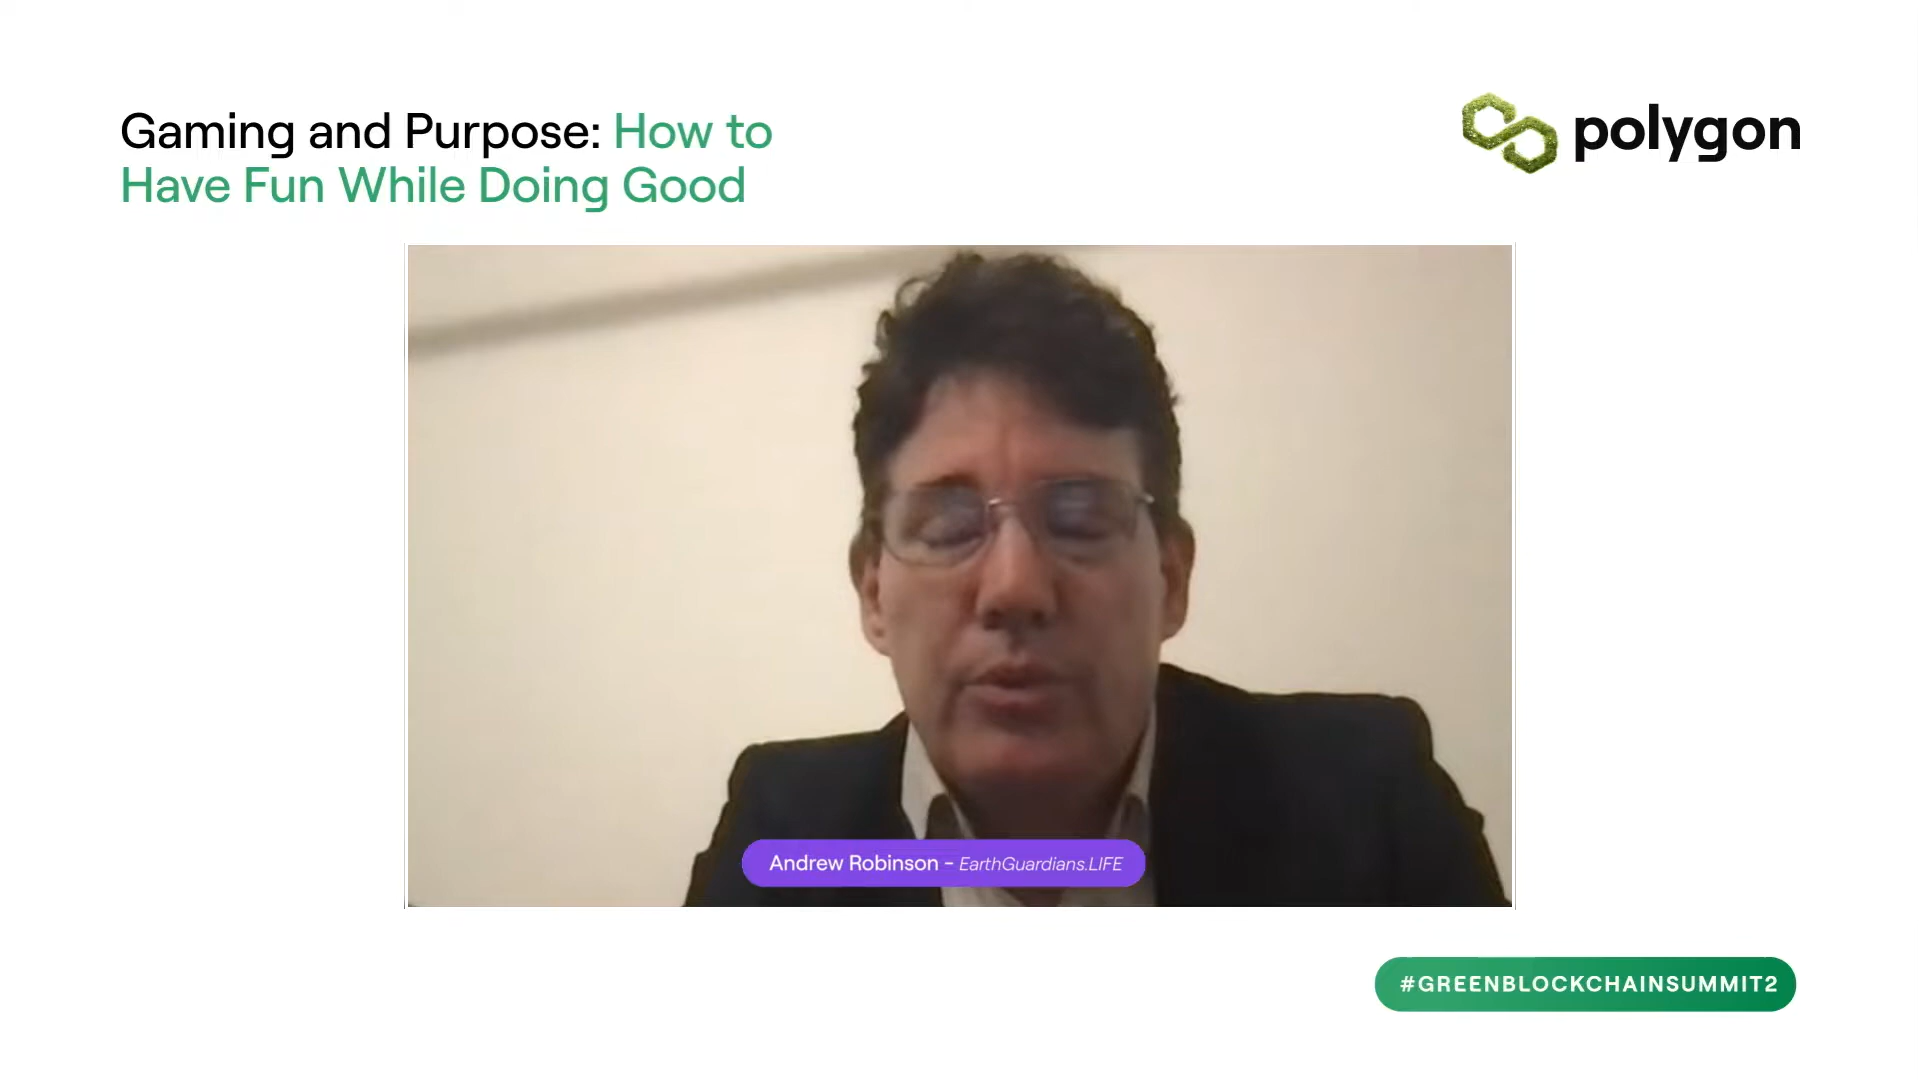 Gaming and Purpose: How to
Have Fun While Doing Good
polygon
Andrew Robinson - EarthGuardians.LIFE
#GREENBLOCKCHAINSUMMIT2